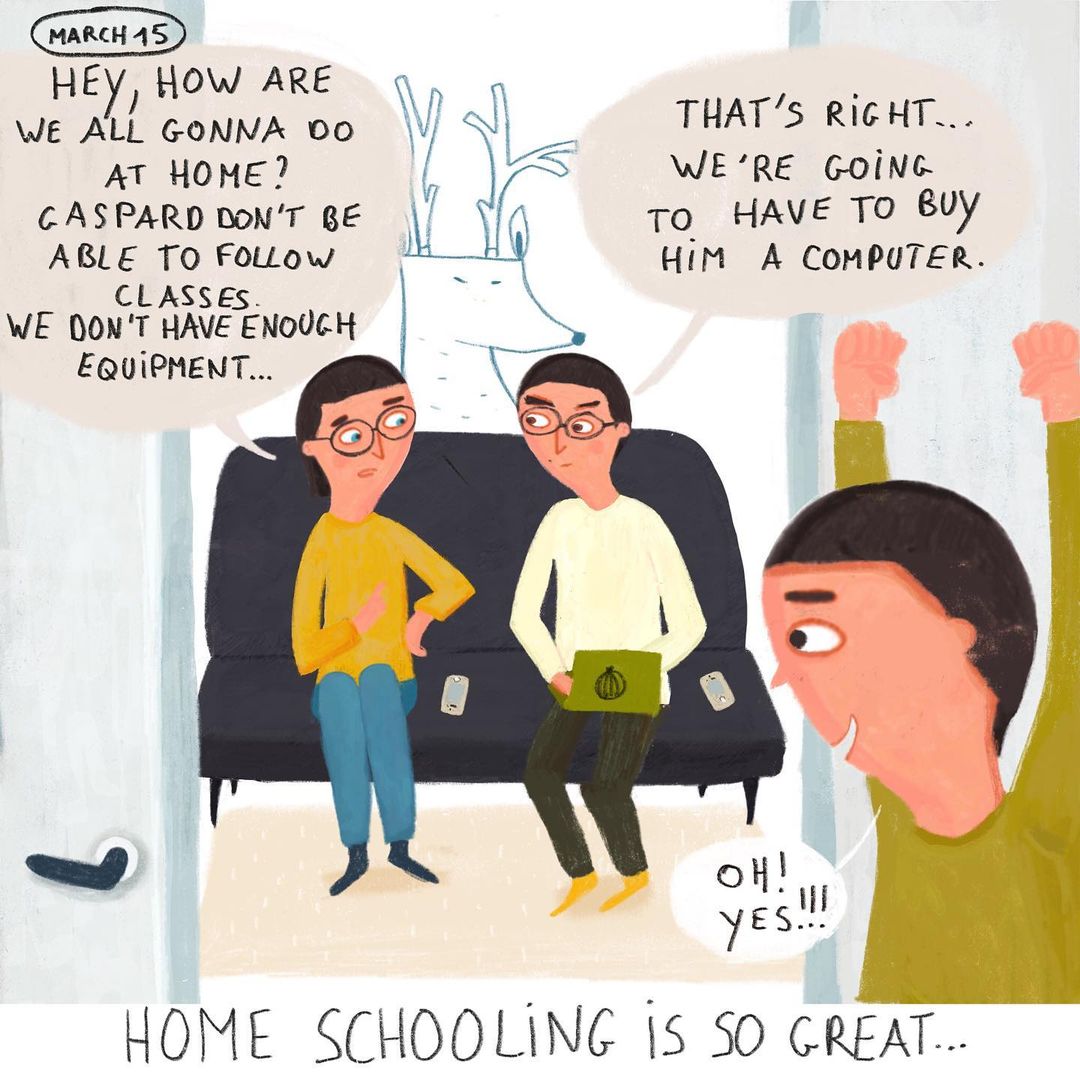 MARCH 15
HEY, HOW ARE
WE ALL GONNA DO
AT HOME?
GASPARD DON'T BE
ABLE TO FOLLOW
CLASSES.
WE DON'T HAVE ENOUGH
EQUIPMENT...
THAT'S RIGHT...
WE'RE GOING
TO HAVE TO BUY
HIM A COMPUTER.
OH!
YES!!!
HOME SCHOOLING IS SO GREAT...